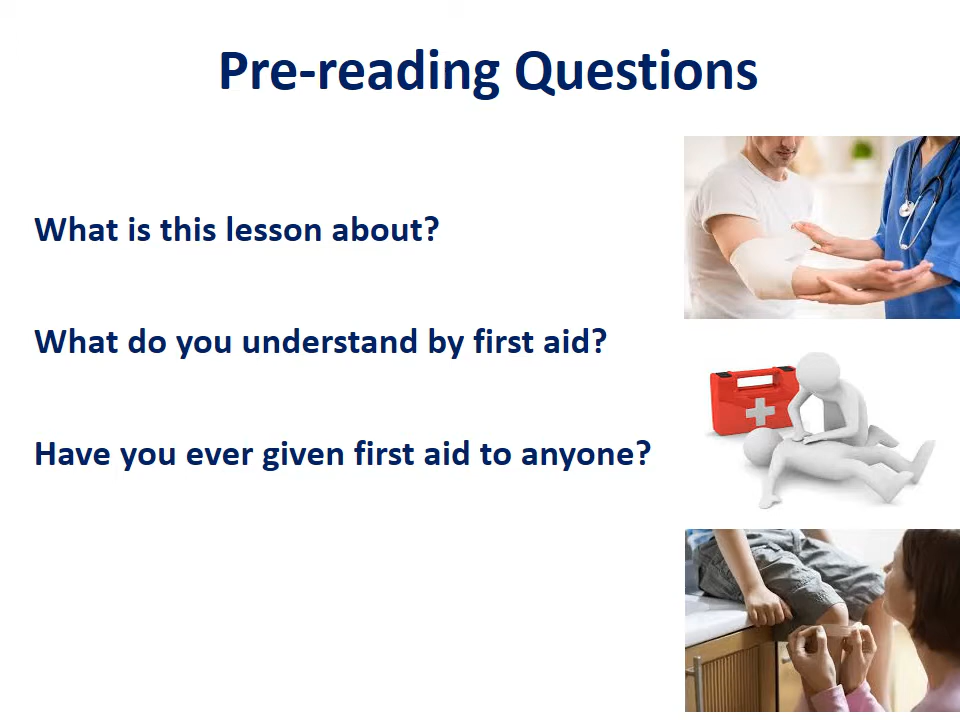 Pre-reading Questions
What is this lesson about?
What do you understand by first aid?
Have you ever given first aid to anyone?